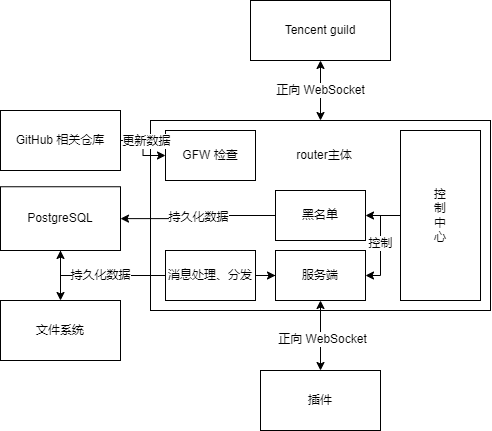 Tencent guild
正向 WebSocket
GitHub 相关仓库
更新数据
GFW 检查
router主体
控制中心
PostgreSQL
持久化数据
黑名单
控制
持久化数据
消息处理、分发
服务端
文件系统
正向 WebSocket
插件